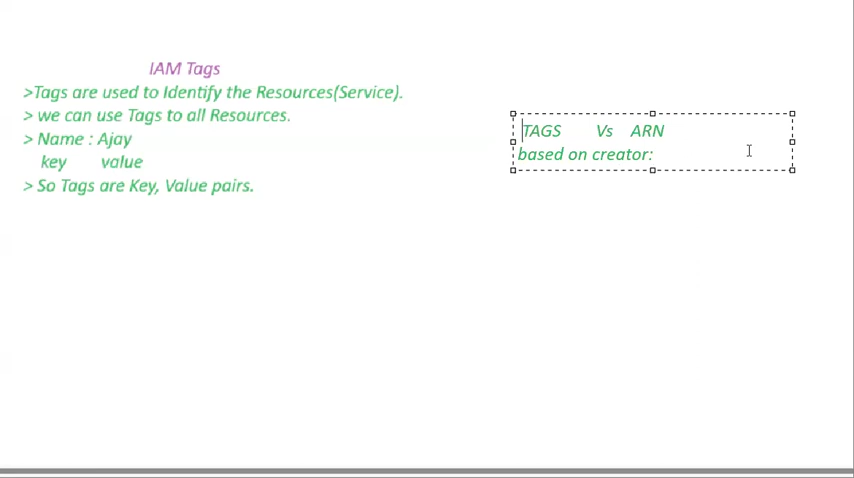 IAM Tags
>Tags are used to Identify the Resources(Service).
> we can use Tags to all Resources.
> Name : Ajay
key value
> So Tags are Key, Value pairs.
TAGS Vs ARN
based on creator: